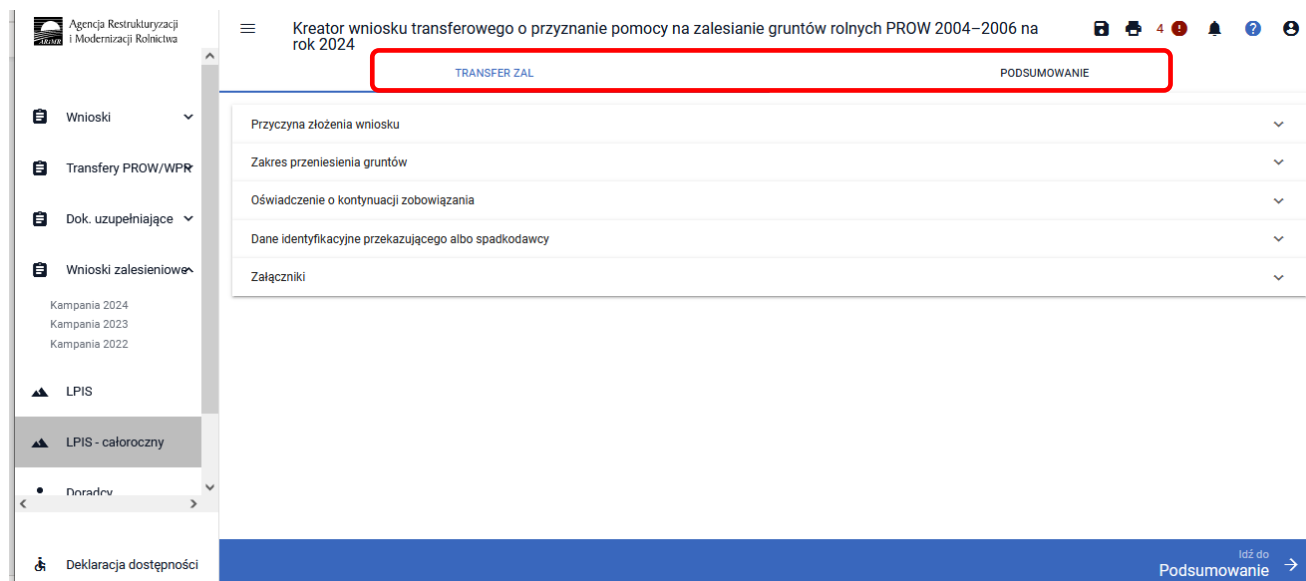 Agencja Restrukturyzacji
i Modernizacji Rolnictwa
ARiMR
Kreator wniosku transferowego o przyznanie pomocy na zalesianie gruntów rolnych PROW 2004–2006 na
rok 2024
4
TRANSFER ZAL
PODSUMOWANIE
Wnioski
Transfery PROW/WPR
Dok. uzupełniające
Wnioski zalesieniowe
Kampania 2024
Kampania 2023
Kampania 2022
LPIS
LPIS - całoroczny
Doradcy
Deklaracja dostępności
Przyczyna złożenia wniosku
Zakres przeniesienia gruntów
Oświadczenie o kontynuacji zobowiązania
Dane identyfikacyjne przekazującego albo spadkodawcy
Załączniki
Idź do
Podsumowanie